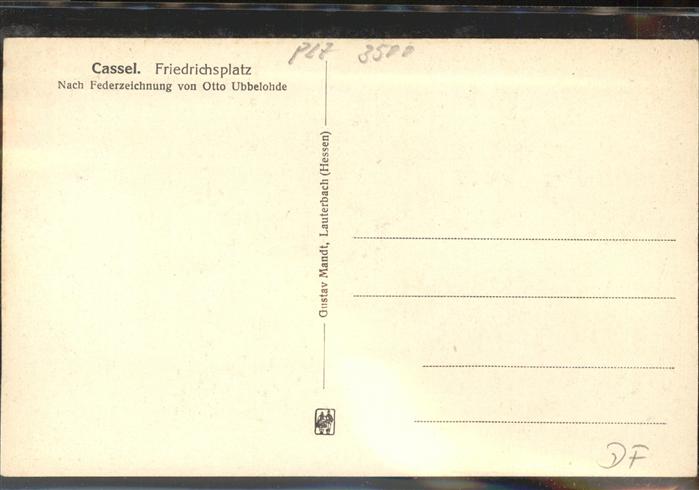 PLZ 3500
Cassel. Friedrichsplatz
Nach Federzeichnung von Otto Ubbelohde
Gustav Mandt, Lauterbach (Hessen)
DF